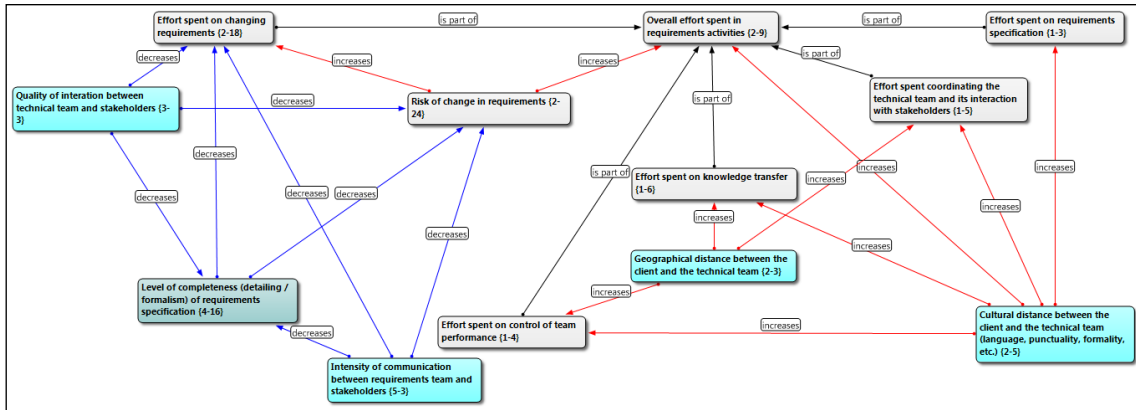 Effort spent on changing
requirements {2-18}
is part of
Overall effort spent in
requirements activities {2-9}
is part of
Effort spent on requirements
specification {1-3}
decreases
increases
increases
is part of
Quality of interation between
technical team and stakeholders {3-
3}
decreases
Risk of change in requirements {2-
24}
is part of
Effort spent coordinating the
technical team and its interaction
with stakeholders {1-5}
decreases
decreases
decreases
decreases
decreases
is part of
Effort spent on knowledge transfer
{1-6}
increases
increases
increases
increases
increases
increases
Geographical distance between the
client and the technical team {2-3}
Level of completeness (detailing /
formalism) of requirements
specification {4-16}
increases
decreases
Effort spent on control of team
performance {1-4}
increases
Cultural distance between the
client and the technical team
(language, punctuality, formality,
etc.) {2-5}
Intensity of communication
between requirements team and
stakeholders {5-3}